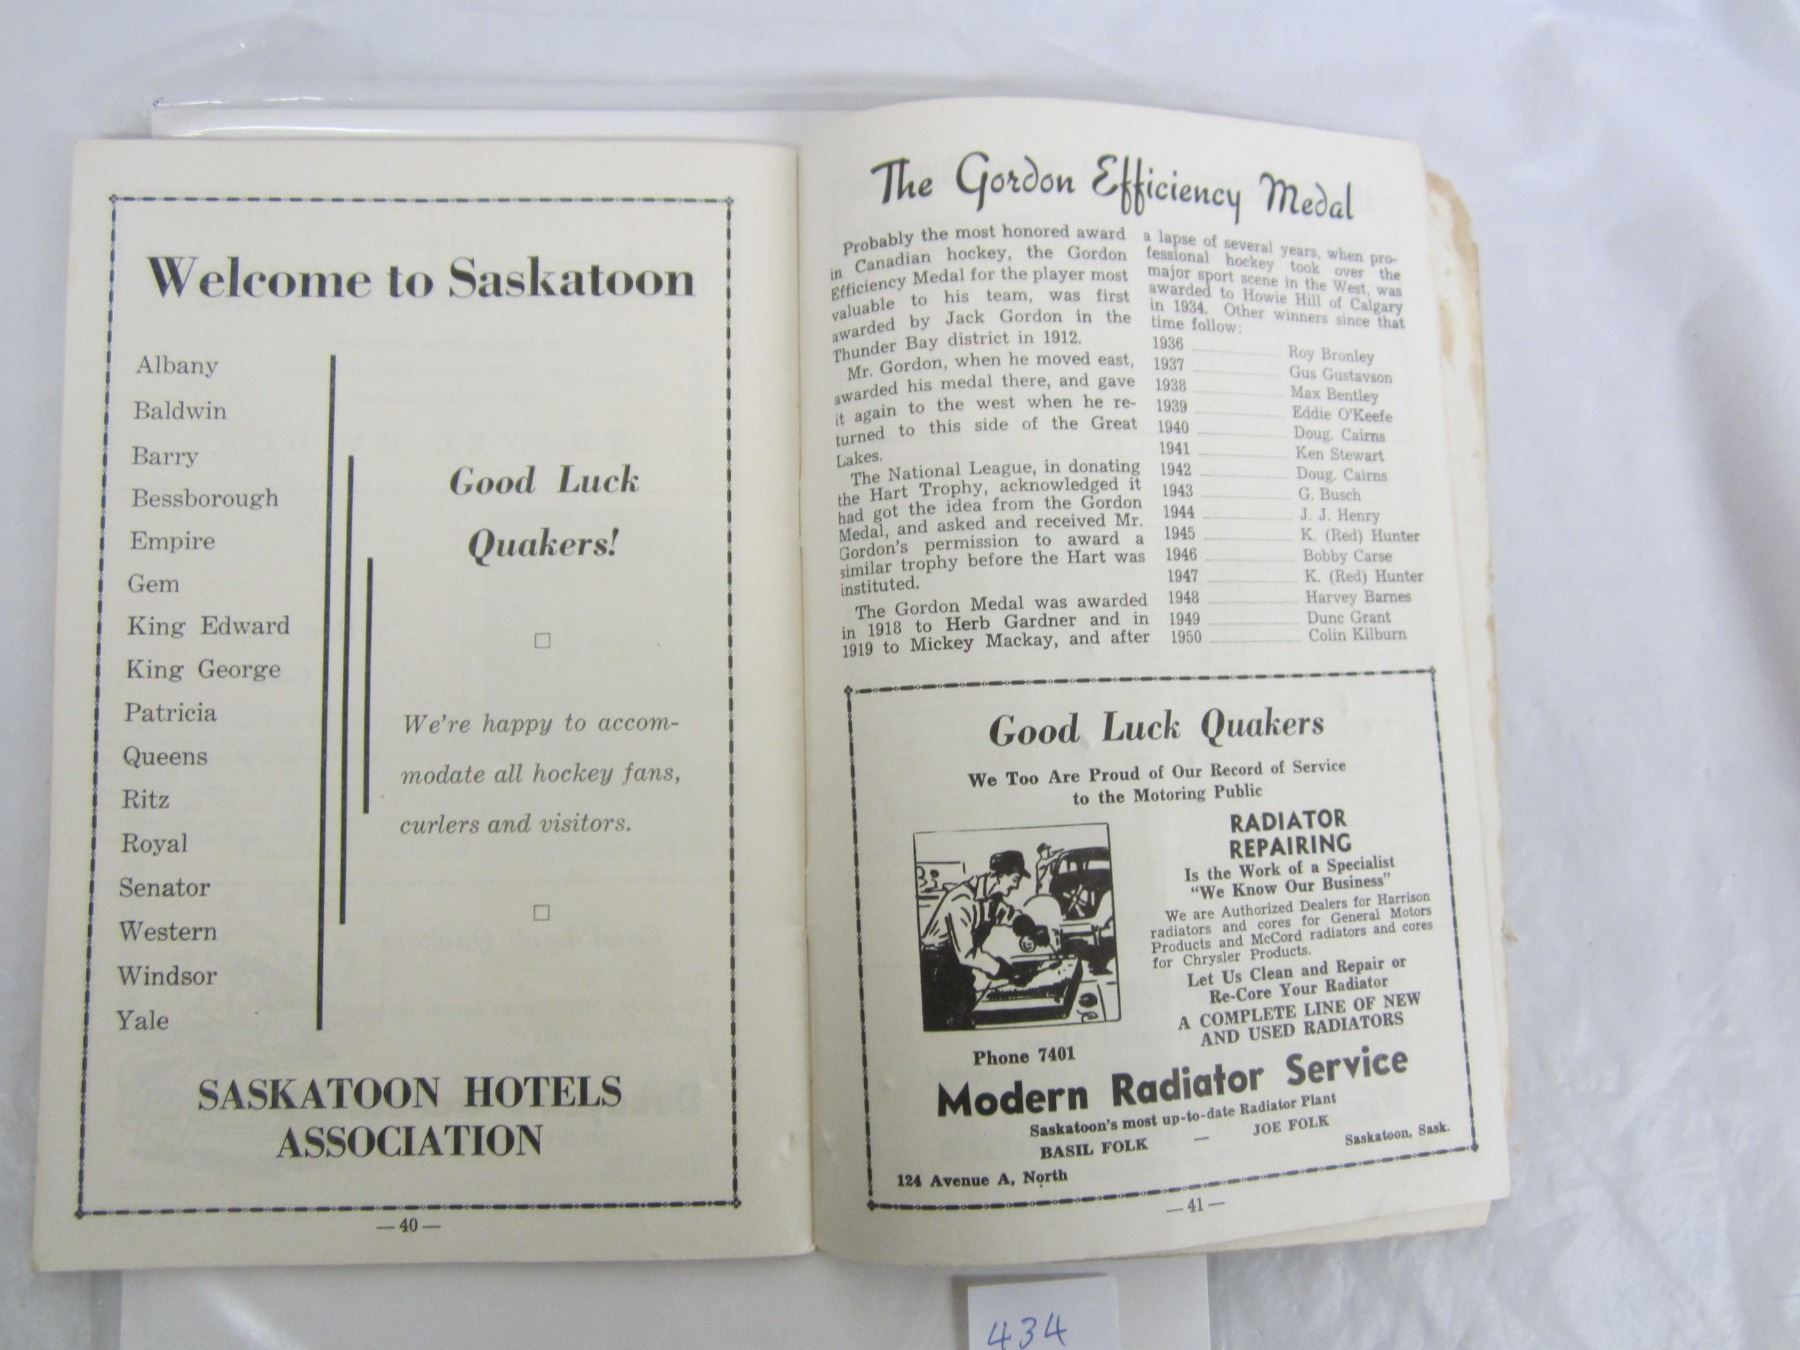 Welcome to Saskatoon
Albany
Baldwin
Barry
Bessborough
Empire
Gem
King Edward
King George
Patricia
Queens
Ritz
Royal
Senator
Western
Windsor
Yale
Good Luck
Quakers!
We're happy to accom-
modate all hockey fans,
curlers and visitors.
SASKATOON HOTELS
ASSOCIATION
—40—
The Gordon Efficiency Medal
Probably the most honored award
in Canadian hockey, the Gordon
Efficiency Medal for the player most
valuable to his team, was first
awarded by Jack Gordon in the
Thunder Bay district in 1912.
Mr. Gordon, when he moved east,
awarded his medal there, and gave
it again to the west when he re-
turned to this side of the Great
Lakes.
The National League, in donating
the Hart Trophy, acknowledged it
had got the idea from the Gordon
Medal, and asked and received Mr.
Gordon's permission to award a
similar trophy before the Hart was
instituted.
The Gordon Medal was awarded
in 1918 to Herb Gardner and in
1919 to Mickey Mackay, and after
a lapse of several years, when pro-
fessional hockey took over the
major sport scene in the West, was
awarded to Howie Hill of Calgary
in 1934. Other winners since that
time follow:
1936 Roy Bronley
1937 Gus Gustavson
1938 Max Bentley
1939 Eddie O'Keefe
1940 Doug. Cairns
1941 Ken Stewart
1942 Doug. Cairns
1943 G. Busch
1944 J. J. Henry
1945 K. (Red) Hunter
1946 Bobby Carse
1947 K. (Red) Hunter
1948 Harvey Barnes
1949 Dunc Grant
1950 Colin Kilburn
Good Luck Quakers
We Too Are Proud of Our Record of Service
to the Motoring Public
RADIATOR
REPAIRING
Is the Work of a Specialist
"We Know Our Business"
We are Authorized Dealers for Harrison
radiators and cores for General Motors
Products and McCord radiators and cores
for Chrysler Products.
Let Us Clean and Repair or
Re-Core Your Radiator
A COMPLETE LINE OF NEW
AND USED RADIATORS
Phone 7401
Modern Radiator Service
Saskatoon's most up-to-date Radiator Plant
BASIL FOLK — JOE FOLK
124 Avenue A, North Saskatoon, Sask.
—41—
434